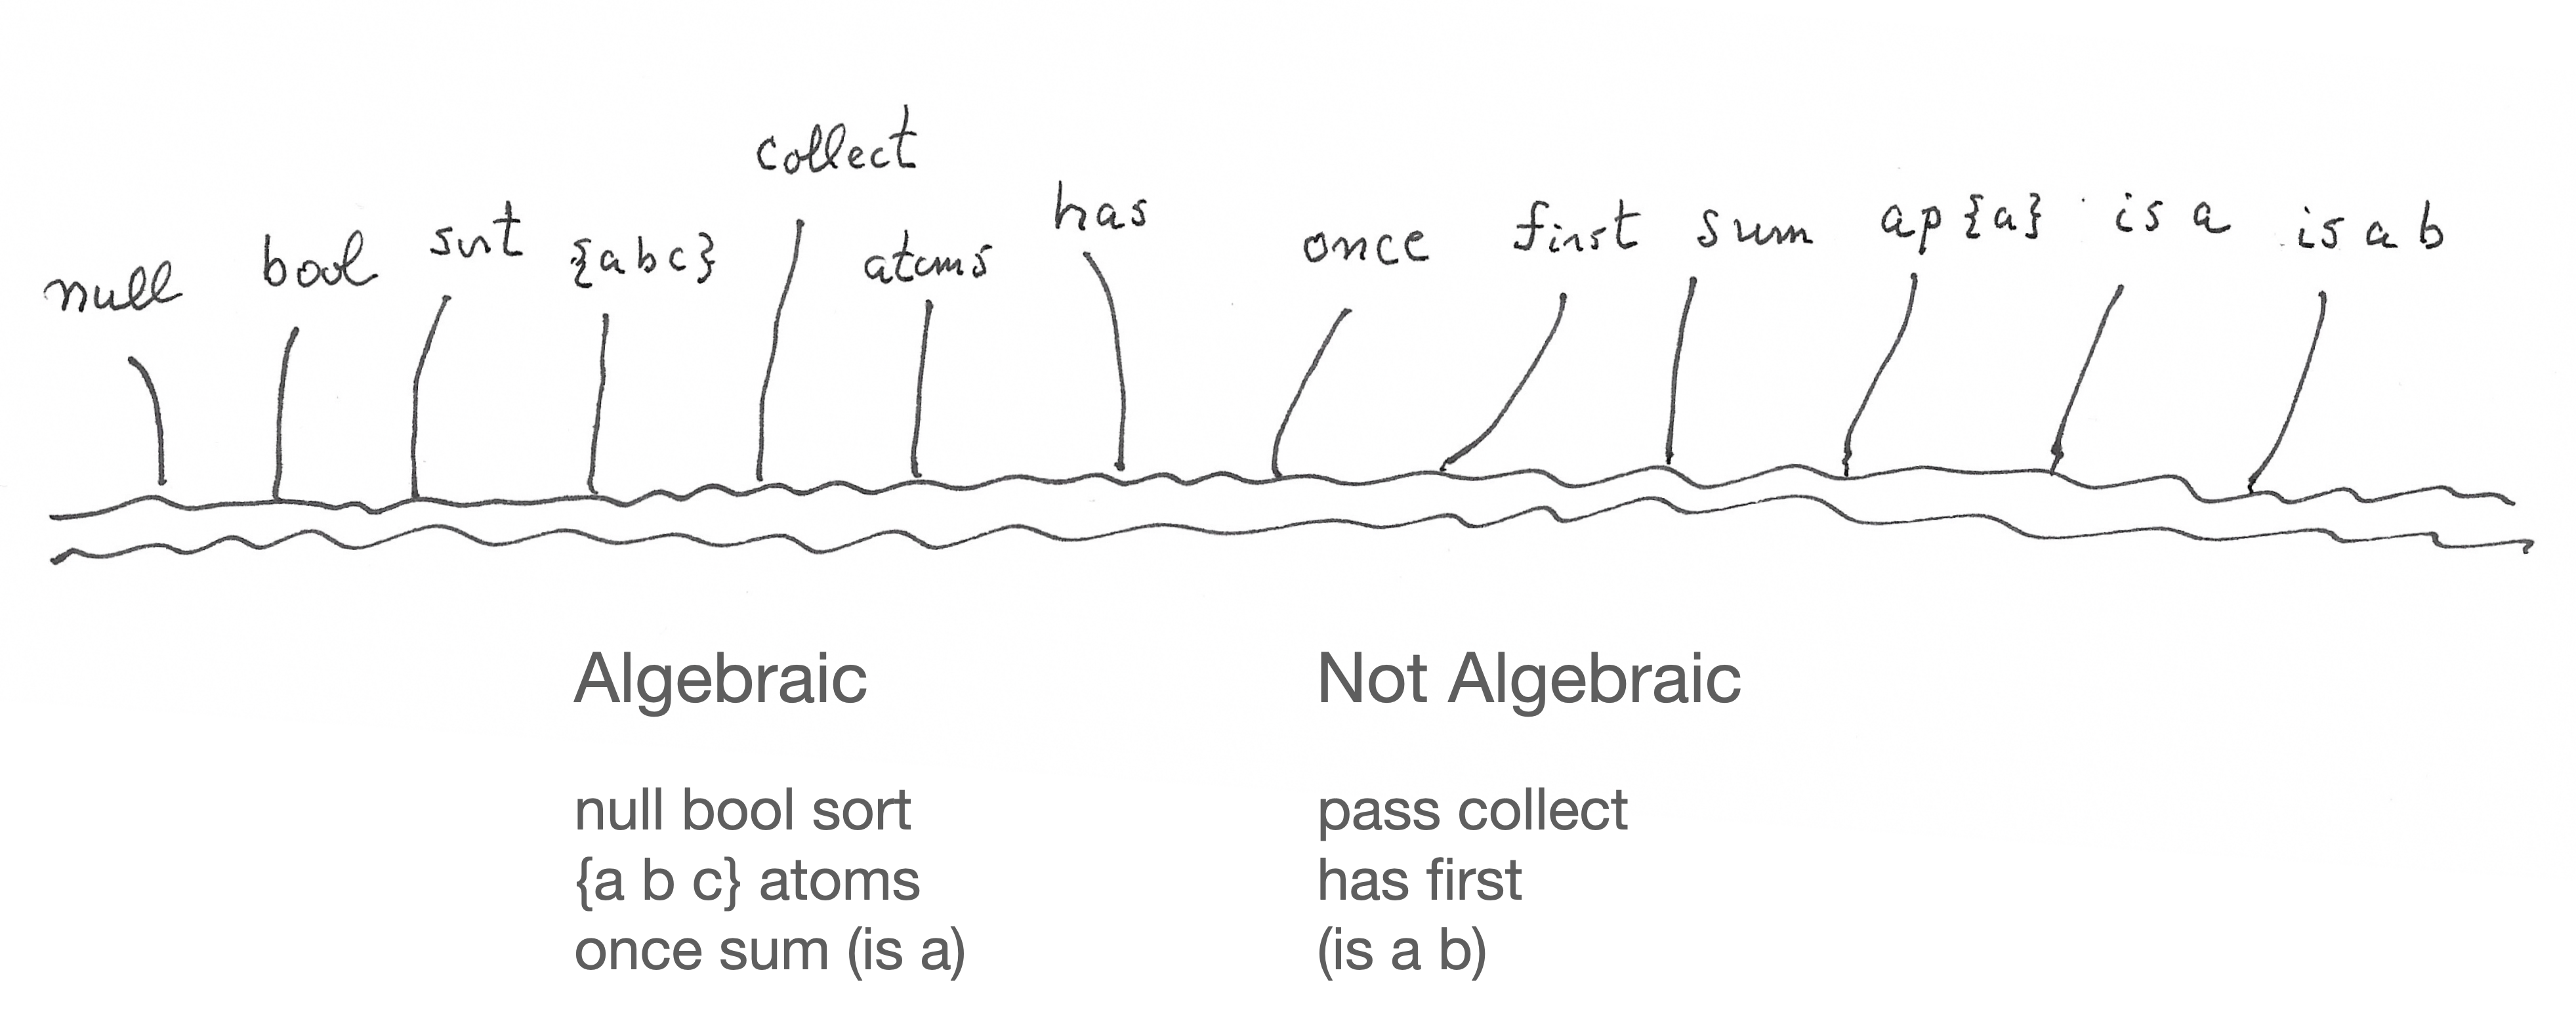 null bool sort {abc} collect atoms has once first sum ap{a} is a is a b
Algebraic
Not Algebraic
null bool sort
{a b c} atoms
once sum (is a)
pass collect
has first
(is a b)